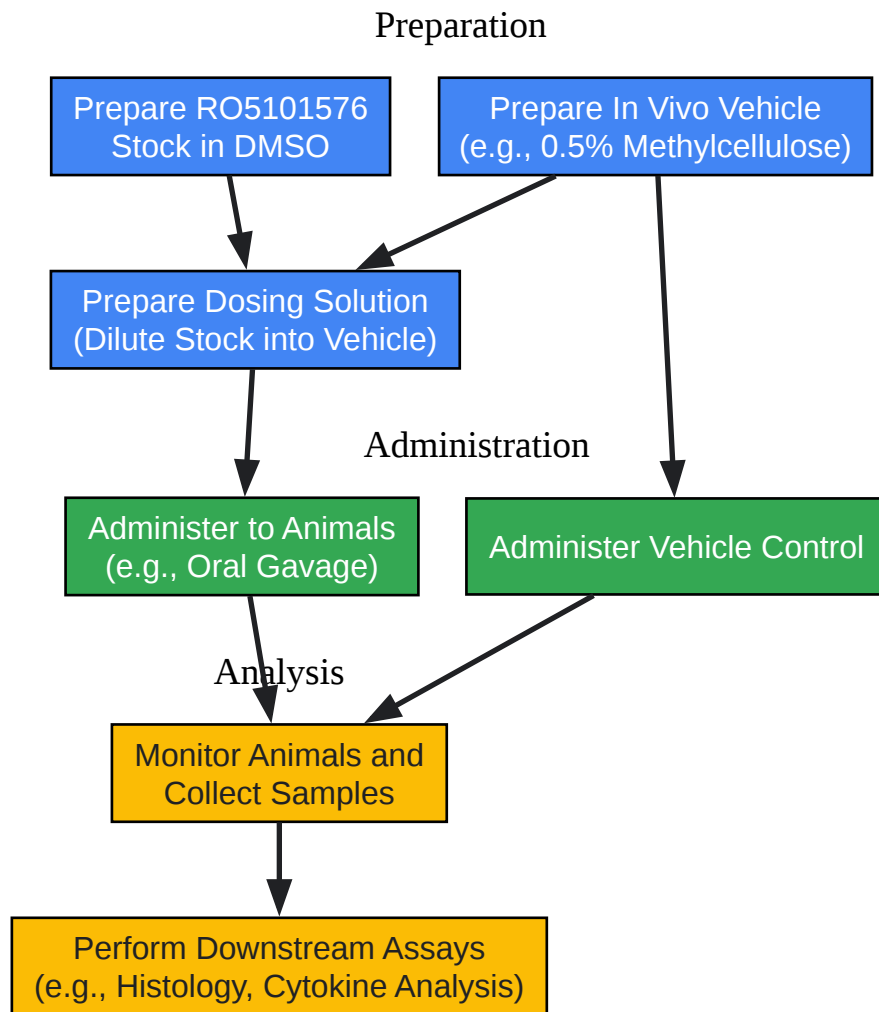 Preparation
Prepare RO5101576
Stock in DMSO
Prepare In Vivo Vehicle
(e.g., 0.5% Methylcellulose)
Prepare Dosing Solution
(Dilute Stock into Vehicle)
Administration
Administer to Animals
(e.g., Oral Gavage)
Administer Vehicle Control
Analysis
Monitor Animals and
Collect Samples
Perform Downstream Assays
(e.g., Histology, Cytokine Analysis)